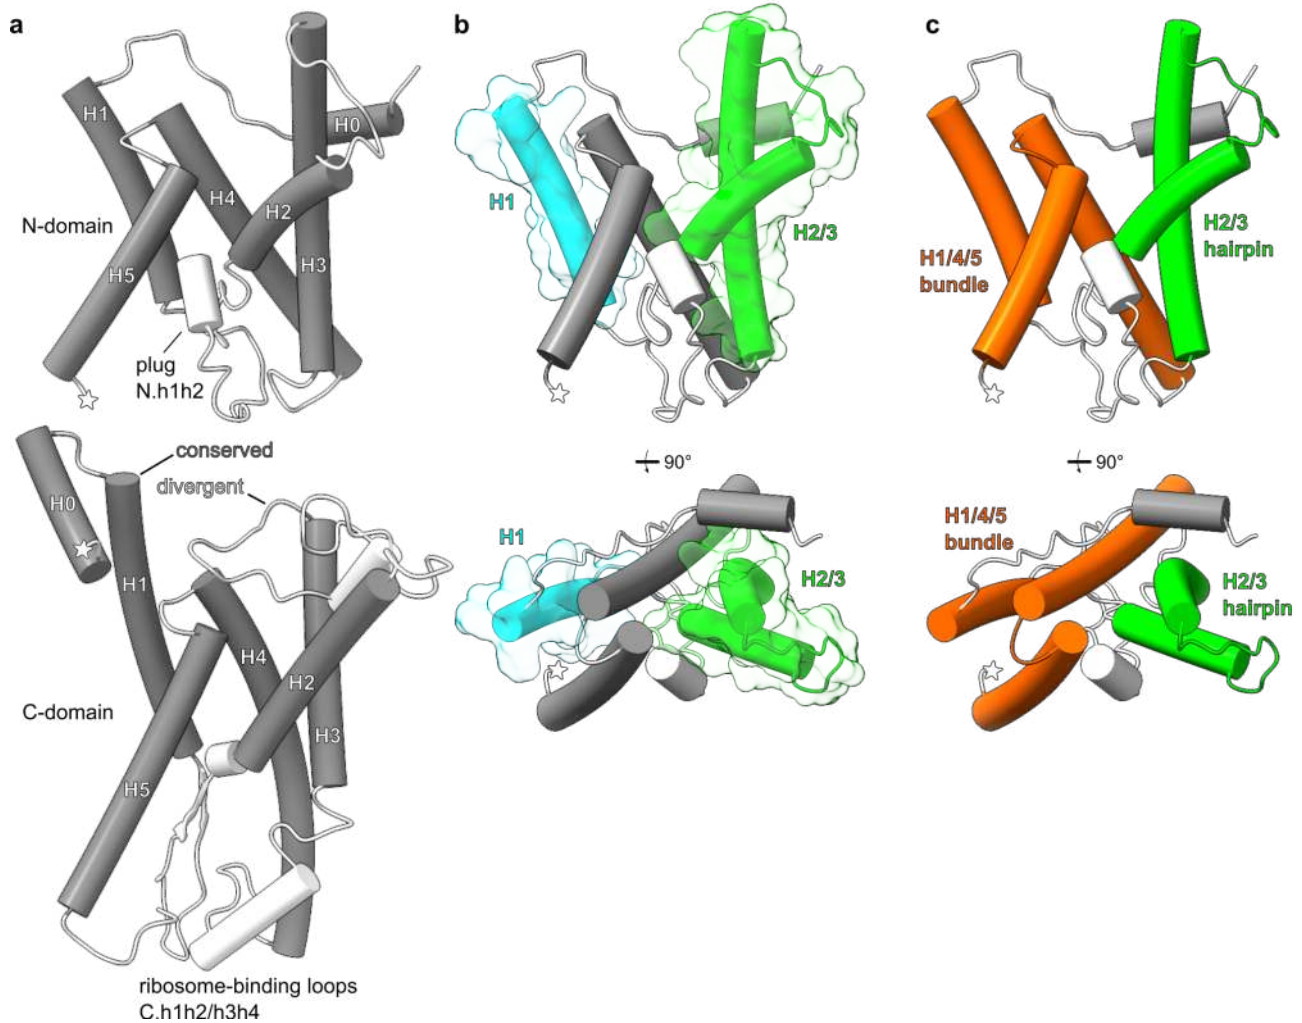 a
H1
H0
H4
H2
N-domain
H5
H3
plug
N.h1h2
conserved
divergent
H0
H1
H4
H2
C-domain
H3
H5
ribosome-binding loops
C.h1h2/h3h4
b
H1
H2/3
90°
H1
H2/3
c
H2/3
hairpin
H1/4/5
bundle
90°
H1/4/5
bundle
H2/3
hairpin